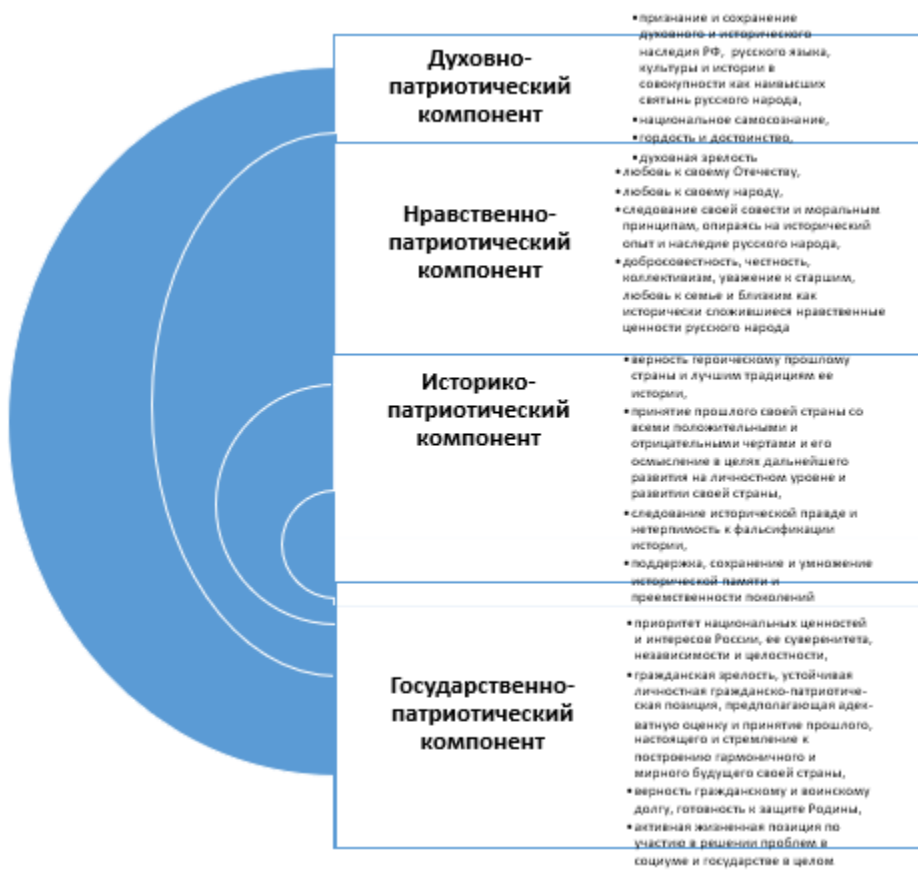 Духовно-
патриотический
компонент
•признание и сохранение
духовного и исторического
наследия РФ, русского языка,
культуры и истории в
совокупности как наивысших
святынь русского народа,
•национальное самосознание,
•гордость и достоинство,
•духовная зрелость
Нравственно-
патриотический
компонент
•любовь к своему Отечеству,
•любовь к своему народу,
•следование своей совести и моральным
принципам, опираясь на исторический
опыт и наследие русского народа,
•добросовестность, честность,
коллективизм, уважение к старшим,
любовь к семье и близким как
исторически сложившиеся нравственные
ценности русского народа
Историко-
патриотический
компонент
•верность героическому прошлому
страны и лучшим традициям ее
истории,
•принятие прошлого своей страны со
всеми положительными и
отрицательными чертами и его
осмысление в целях дальнейшего
развития на личностном уровне и
развитии своей страны,
•следование исторической правде и
нетерпимость к фальсификации
истории,
•поддержка, сохранение и умножение
исторической памяти и
преемственности поколений
Государственно-
патриотический
компонент
•приоритет национальных ценностей
и интересов России, ее суверенитета,
независимости и целостности,
•гражданская зрелость, устойчивая
личностная гражданско-патриотиче-
ская позиция, предполагающая адек-
ватную оценку и принятие прошлого,
настоящего и стремление к
построению гармоничного и
мирного будущего своей страны,
•верность гражданскому и воинскому
долгу, готовность к защите Родины,
•активная жизненная позиция по
участию в решении проблем в
социуме и государстве в целом